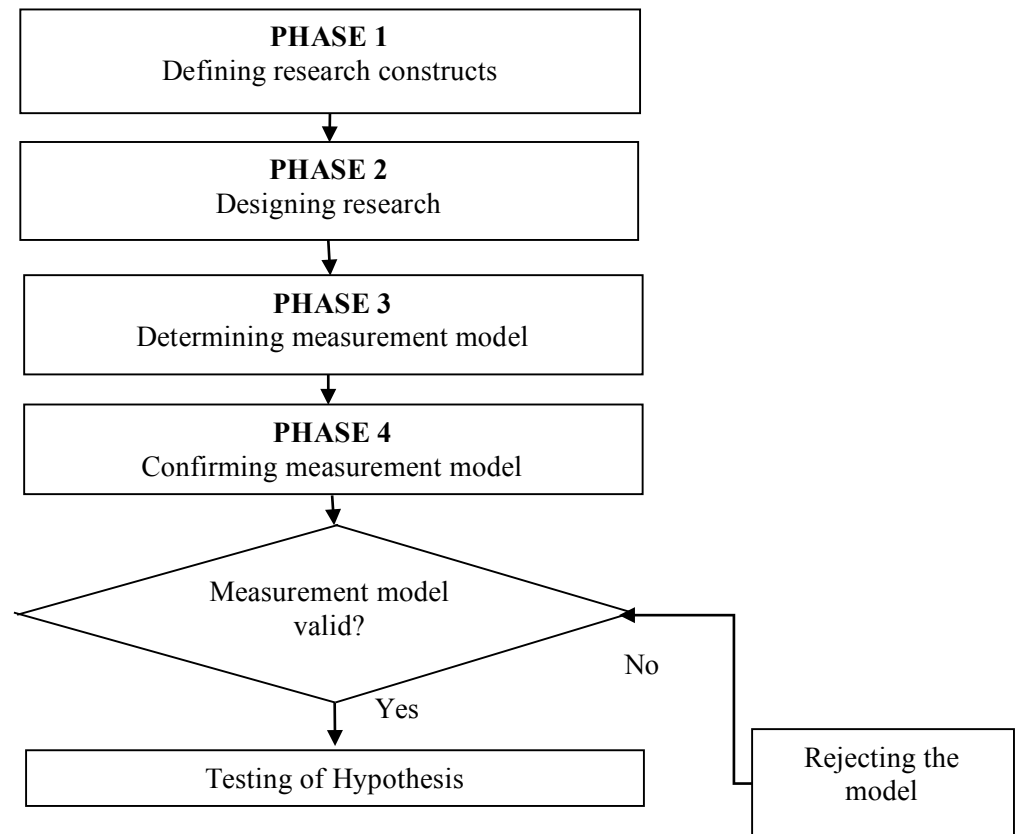 PHASE 1
Defining research constructs
PHASE 2
Designing research
PHASE 3
Determining measurement model
PHASE 4
Confirming measurement model
Measurement model
valid?
No
Yes
Testing of Hypothesis
Rejecting the
model